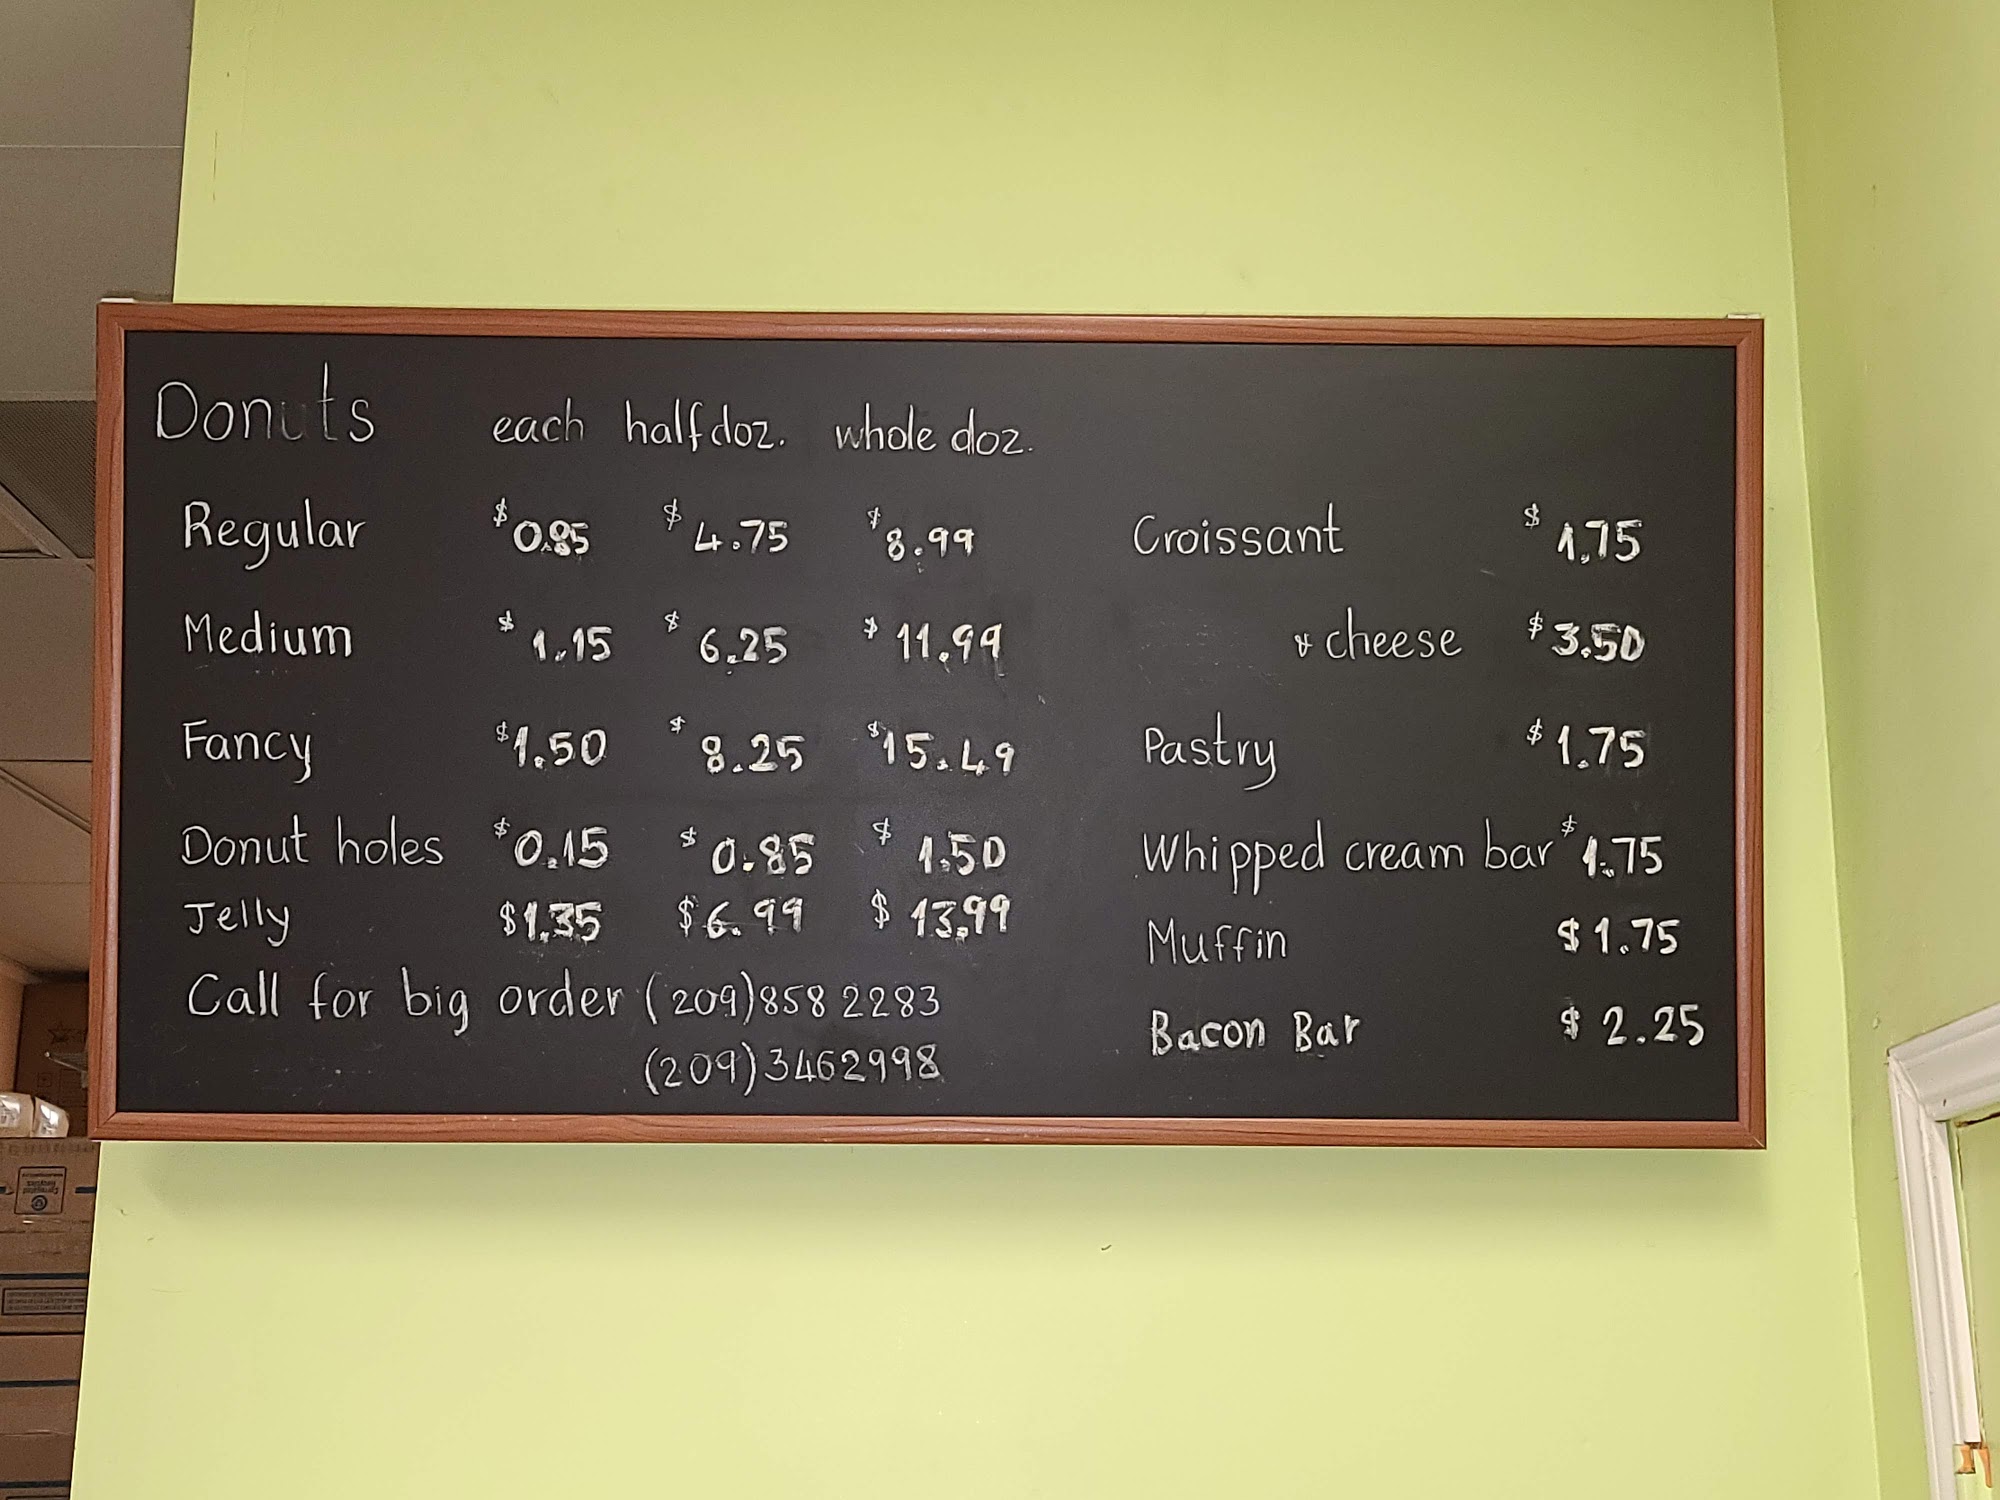 Donuts each half doz. whole doz.
Regular $0.85 $4.75 $8.99
Medium $1.15 $6.25 $11.99
Fancy $1.50 $8.25 $15.49
Donut holes $0.15 $0.85 $1.50
Jelly $1.35 $6.99 $13.99
Call for big order (209)858 2283
(209)3462998
Croissant $1.75
& cheese $3.50
Pastry $1.75
Whipped cream bar $1.75
Muffin $1.75
Bacon Bar $2.25